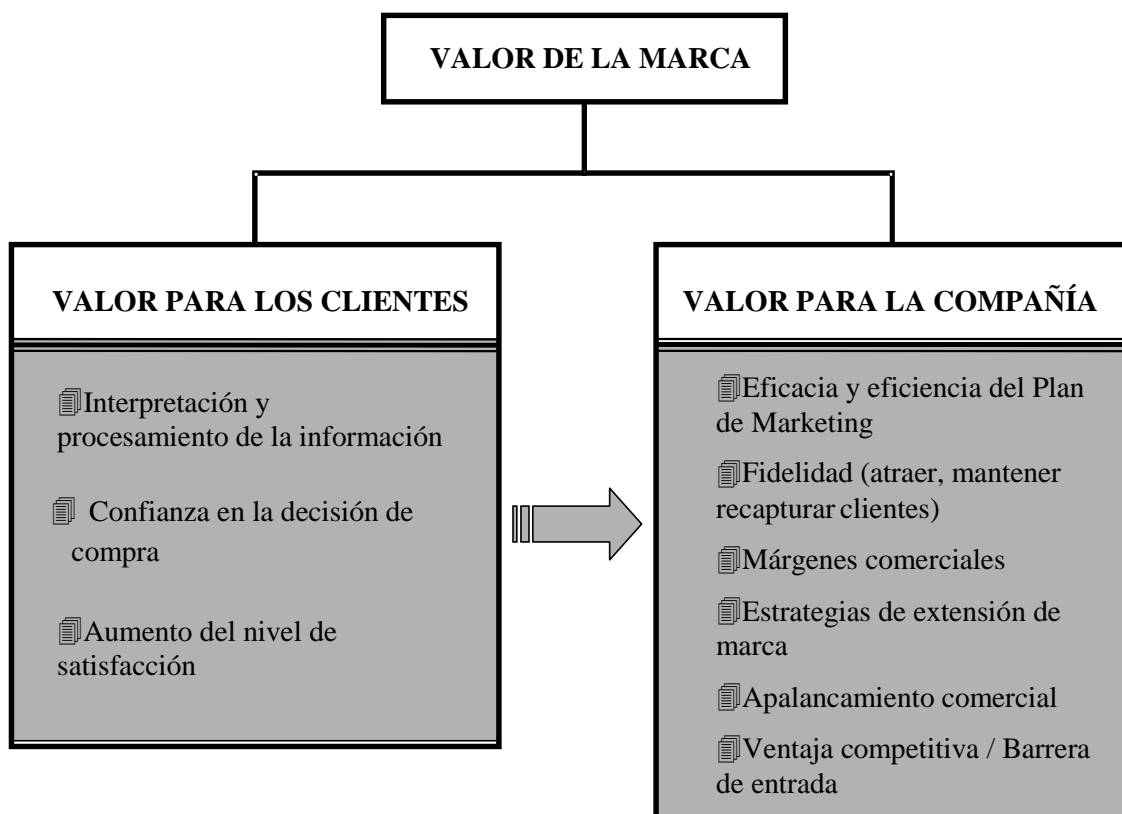 VALOR DE LA MARCA
VALOR PARA LOS CLIENTES
Interpretación y
procesamiento de la información
Confianza en la decisión de
compra
Aumento del nivel de
satisfacción
VALOR PARA LA COMPAÑÍA
Eficacia y eficiencia del Plan
de Marketing
Fidelidad (atraer, mantener
recapturar clientes)
Márgenes comerciales
Estrategias de extensión de
marca
Apalancamiento comercial
Ventaja competitiva / Barrera
de entrada